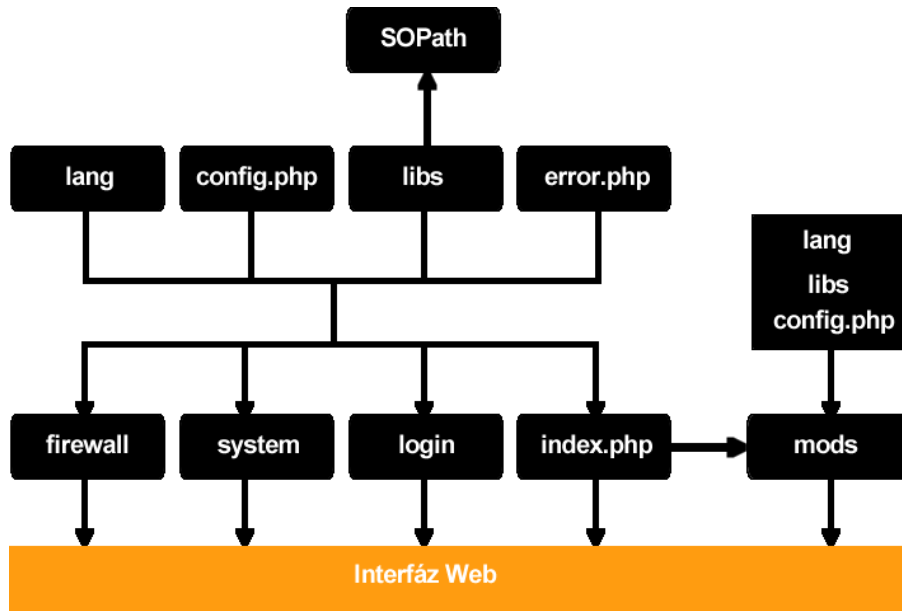 SOPath
lang
config.php
libs
error.php
lang
libs
config.php
firewall
system
login
index.php
mods
Interfáz Web